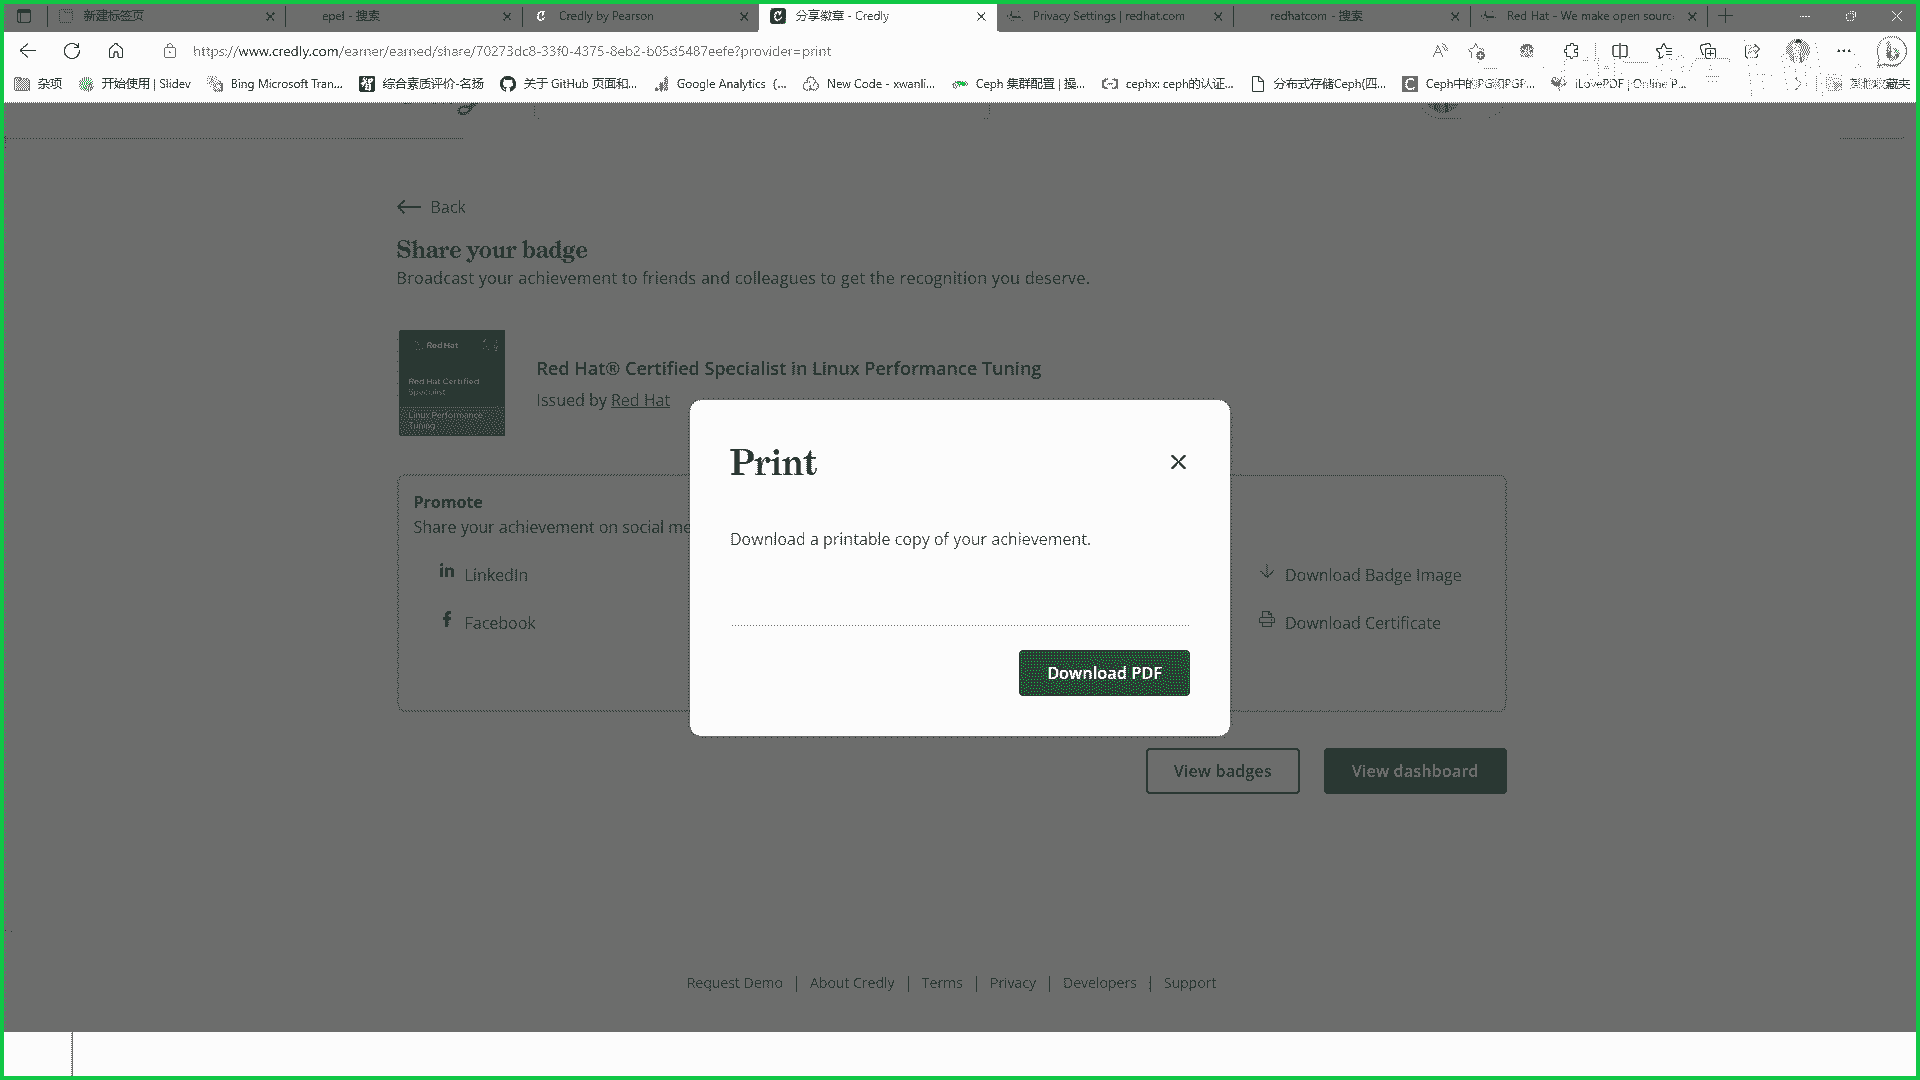 新建标签页
epel - 搜索
Credly by Pearson
分享徽章 - Credly
Privacy Settings | redhat.com
redhatcom - 搜索
Red Hat - We make open sourc
https://www.credly.com/earner/earned/share/70273dc8-33f0-4375-8eb2-b05d5487eefe?provider=print
杂项
开始使用 | Slidev
Bing Microsoft Tran...
综合素质评价-名扬
关于 GitHub 页面和...
Google Analytics (...
New Code - xwanli...
Ceph 集群配置 | 操...
cephx: ceph的认证...
分布式存储Ceph(四...
Ceph中的PG和PGP...
iLovePDF | Online P...
Back
Share your badge
Broadcast your achievement to friends and colleagues to get the recognition you deserve.
Red Hat
Red Hat Certified
Specialist
Linux Performance
Tuning
Red Hat® Certified Specialist in Linux Performance Tuning
Issued by Red Hat
Print
Download a printable copy of your achievement.
Download PDF
Promote
Share your achievement on social me
LinkedIn
Facebook
Download Badge Image
Download Certificate
View badges
View dashboard
Request Demo | About Credly | Terms | Privacy | Developers | Support